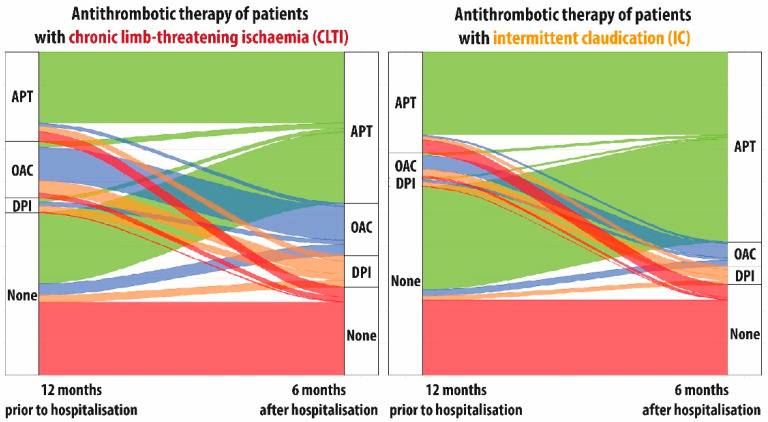 Antithrombotic therapy of patients
with chronic limb-threatening ischaemia (CLTI)
APT
OAC
DPI
None
APT
OAC
DPI
None
12 months
prior to hospitalisation
6 months
after hospitalisation
Antithrombotic therapy of patients
with intermittent claudication (IC)
APT
OAC
DPI
None
APT
OAC
DPI
None
12 months
prior to hospitalisation
6 months
after hospitalisation